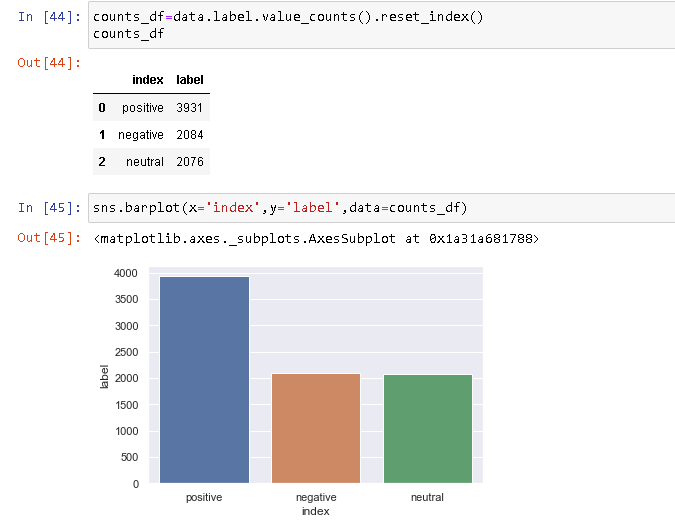 In [44]: counts_df=data.label.value_counts().reset_index()
counts_df
Out[44]:
index label
0 positive 3931
1 negative 2084
2 neutral 2076
In [45]: sns.barplot(x='index',y='label',data=counts_df)
Out[45]: <matplotlib.axes._subplots.AxesSubplot at 0x1a31a681788>
4000
3500
3000
2500
2000
1500
1000
500
0
label
positive negative neutral
index